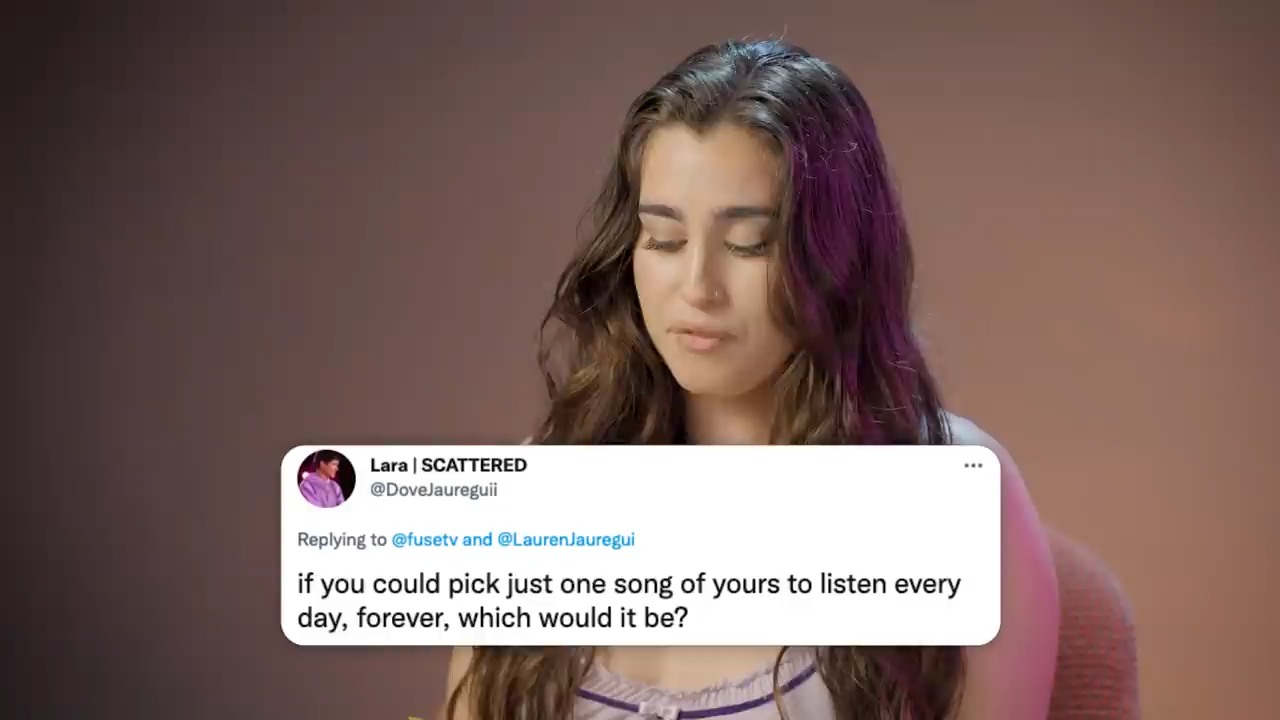 Lara | SCATTERED
@DoveJaureguii
Replying to @fusetv and @LaurenJauregui
if you could pick just one song of yours to listen every
day, forever, which would it be?